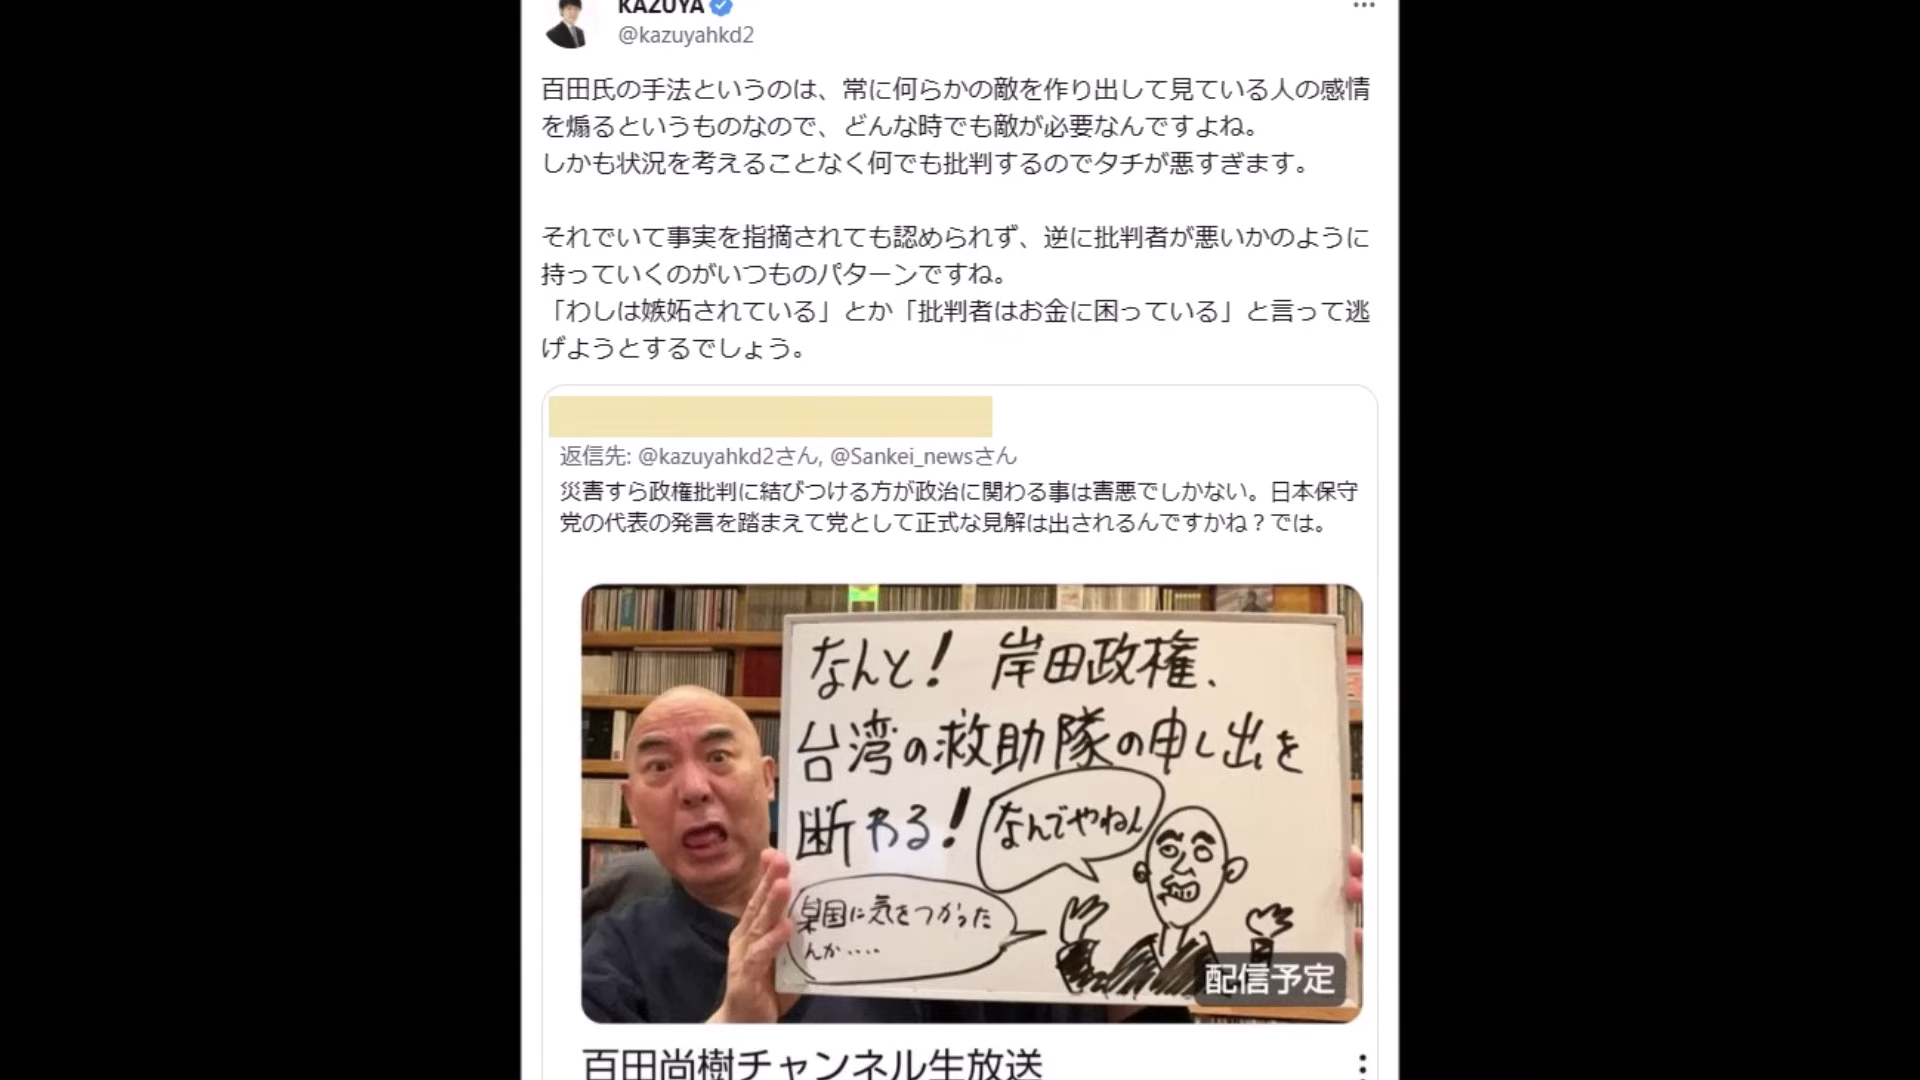 KAZUYA
@kazuyahkd2
百田氏の手法というのは、常に何らかの敵を作り出して見ている人の感情
を煽るというものなので、どんな時でも敵が必要なんですよね。
しかも状況を考えることなく何でも批判するのでタチが悪すぎます。
それでいて事実を指摘されても認められず、逆に批判者が悪いかのように
持っていくのがいつものパターンですね。
「わしは嫉妬されている」とか「批判者はお金に困っている」と言って逃
げようとするでしょう。
返信先: @kazuyahkd2さん, @Sankei_newsさん
災害すら政権批判に結びつける方が政治に関わる事は害悪でしかない。日本保守
党の代表の発言を踏まえて党として正式な見解は出されるんですかね？では。
なんと！ 岸田政権、
台湾の救助隊の申し出を
断わる！
なんでやねん
国に気をつかった
んか····
配信予定
百田尚樹チャンネル生放送